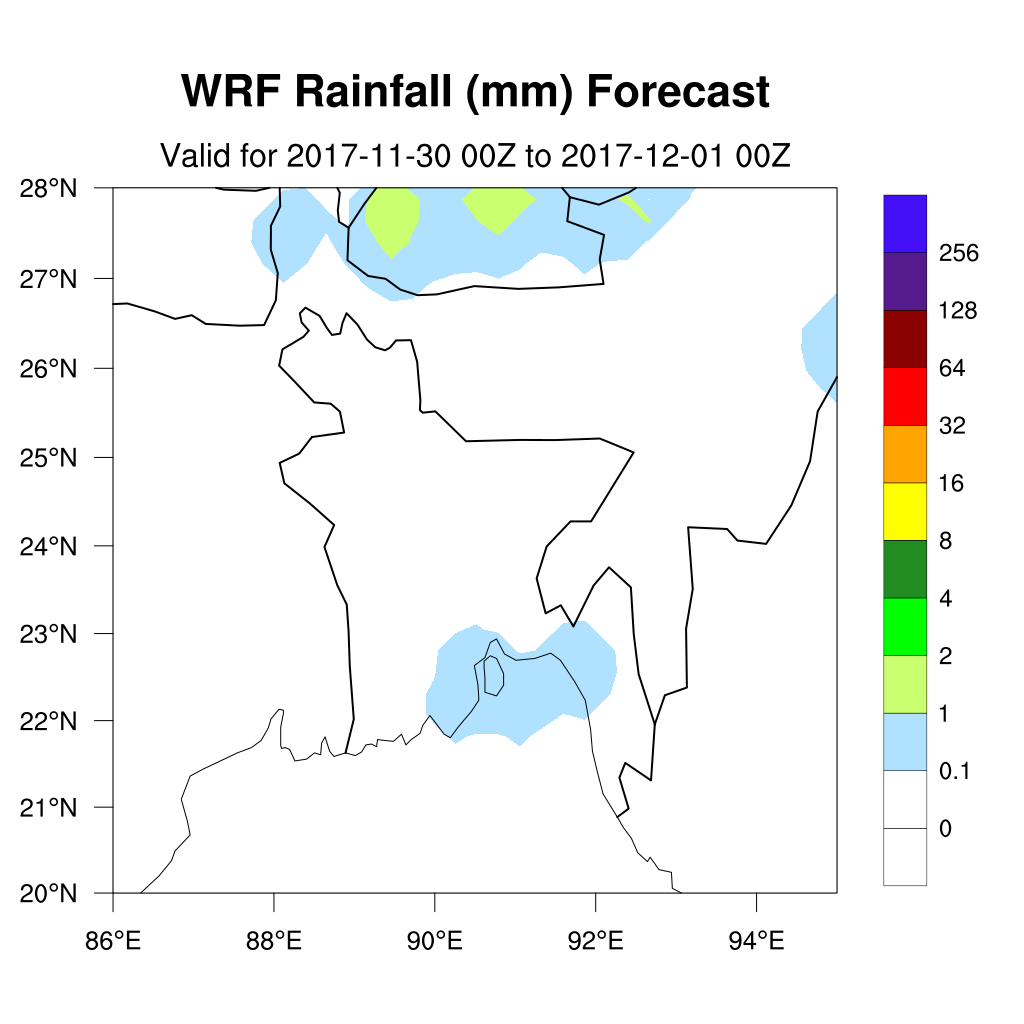 WRF Rainfall (mm) Forecast
Valid for 2017-11-30 00Z to 2017-12-01 00Z
28°N
27°N
26°N
25°N
24°N
23°N
22°N
21°N
20°N
86°E 88°E 90°E 92°E 94°E
256
128
64
32
16
8
4
2
1
0.1
0